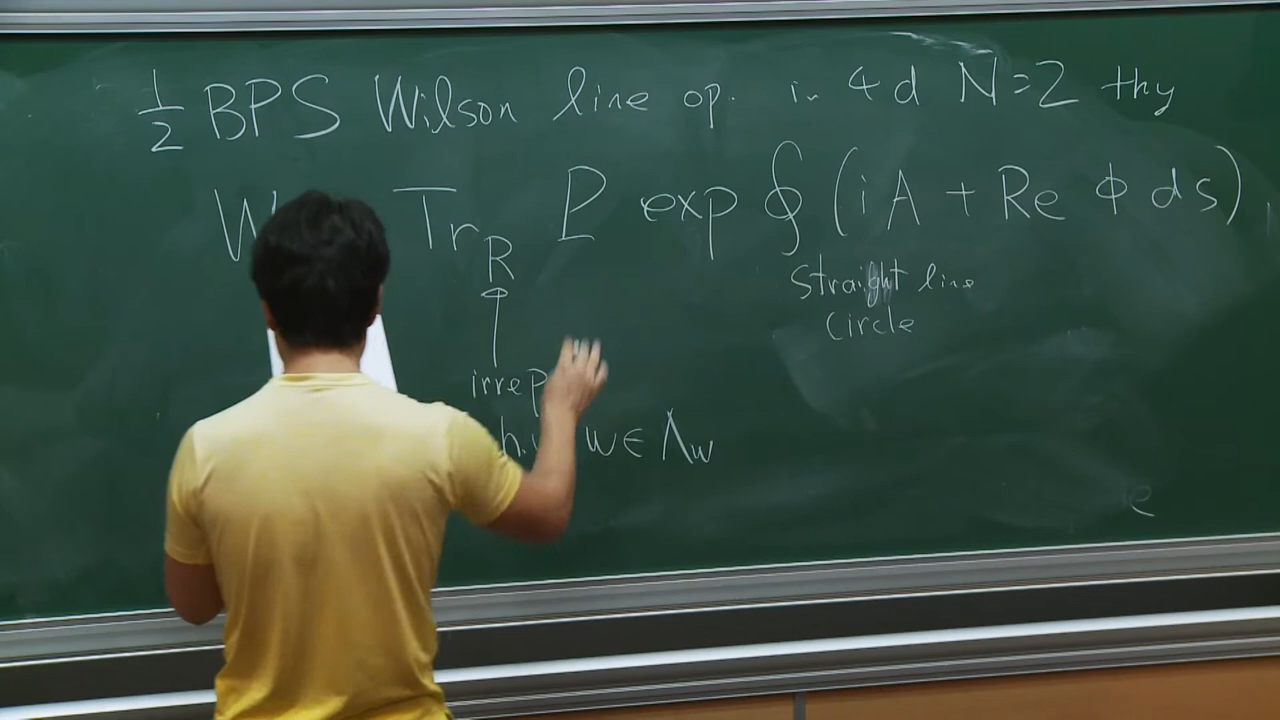 1/2 BPS Wilson line op. in 4d N=2 thy
W Tr_R P exp ∮ (iA + Re Φ ds)
straight line
circle
irrep
h. w ∈ Λw
e